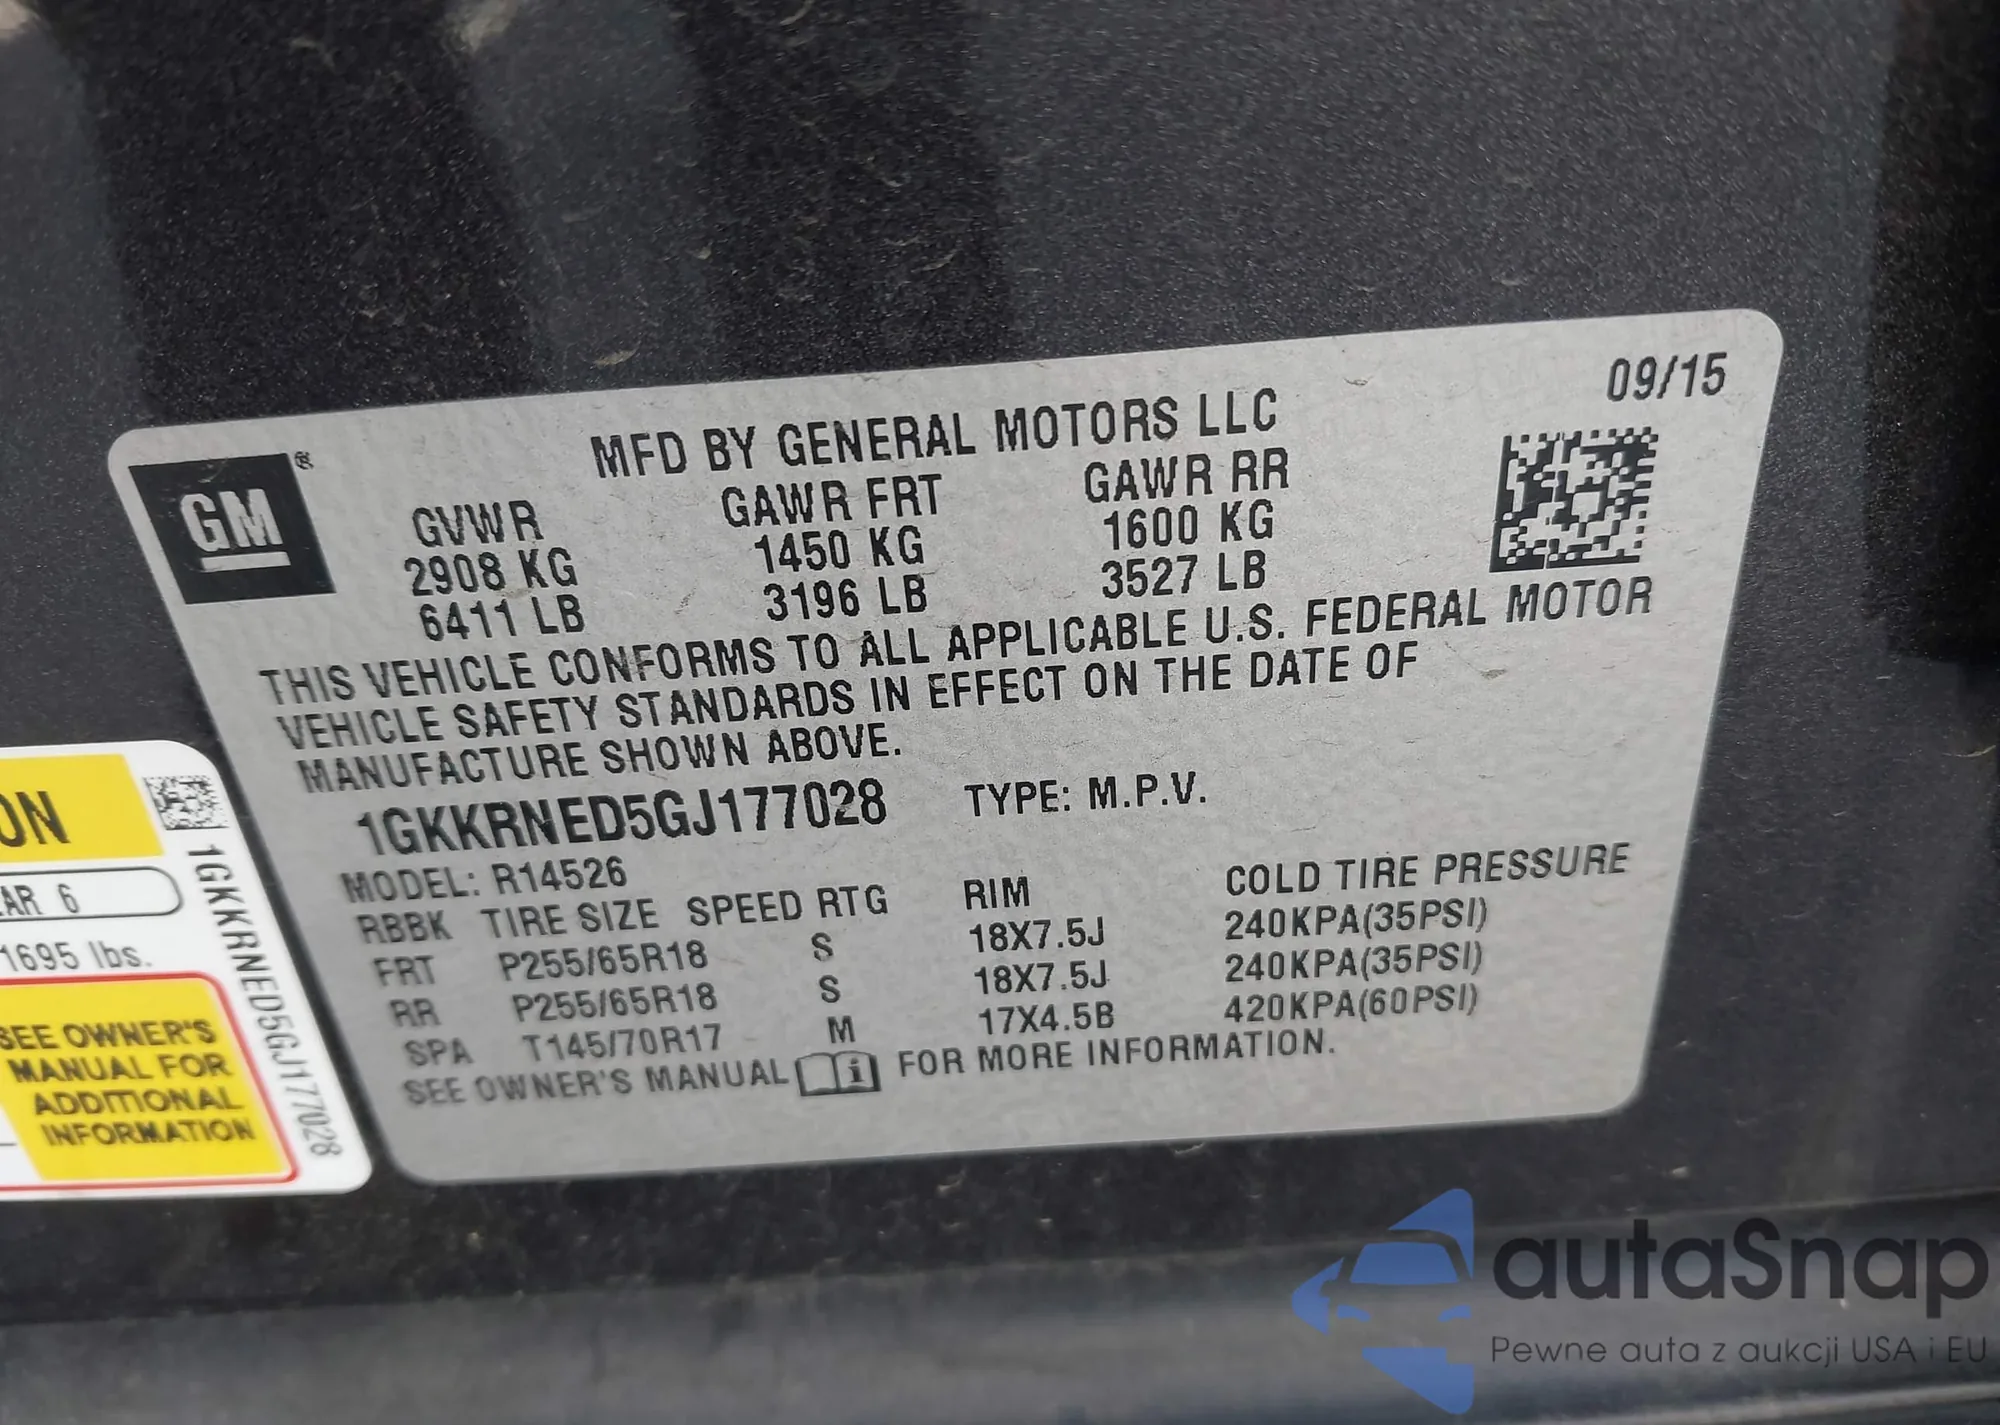 09/15
MFD BY GENERAL MOTORS LLC
GM®
GVWR GAWR FRT GAWR RR
2908 KG 1450 KG 1600 KG
6411 LB 3196 LB 3527 LB
THIS VEHICLE CONFORMS TO ALL APPLICABLE U.S. FEDERAL MOTOR
VEHICLE SAFETY STANDARDS IN EFFECT ON THE DATE OF
MANUFACTURE SHOWN ABOVE.
1GKKRNED5GJ177028 TYPE: M.P.V.
MODEL: R14526
RBBK TIRE SIZE SPEED RTG RIM COLD TIRE PRESSURE
FRT P255/65R18 S 18X7.5J 240KPA(35PSI)
RR P255/65R18 S 18X7.5J 240KPA(35PSI)
SPA T145/70R17 M 17X4.5B 420KPA(60PSI)
SEE OWNER'S MANUAL i FOR MORE INFORMATION.
ON
AR 6
1695 lbs.
SEE OWNER'S
MANUAL FOR
ADDITIONAL
INFORMATION
1GKKRNED5GJ177028
autaSnap
Pewne auta z aukcji USA i EU